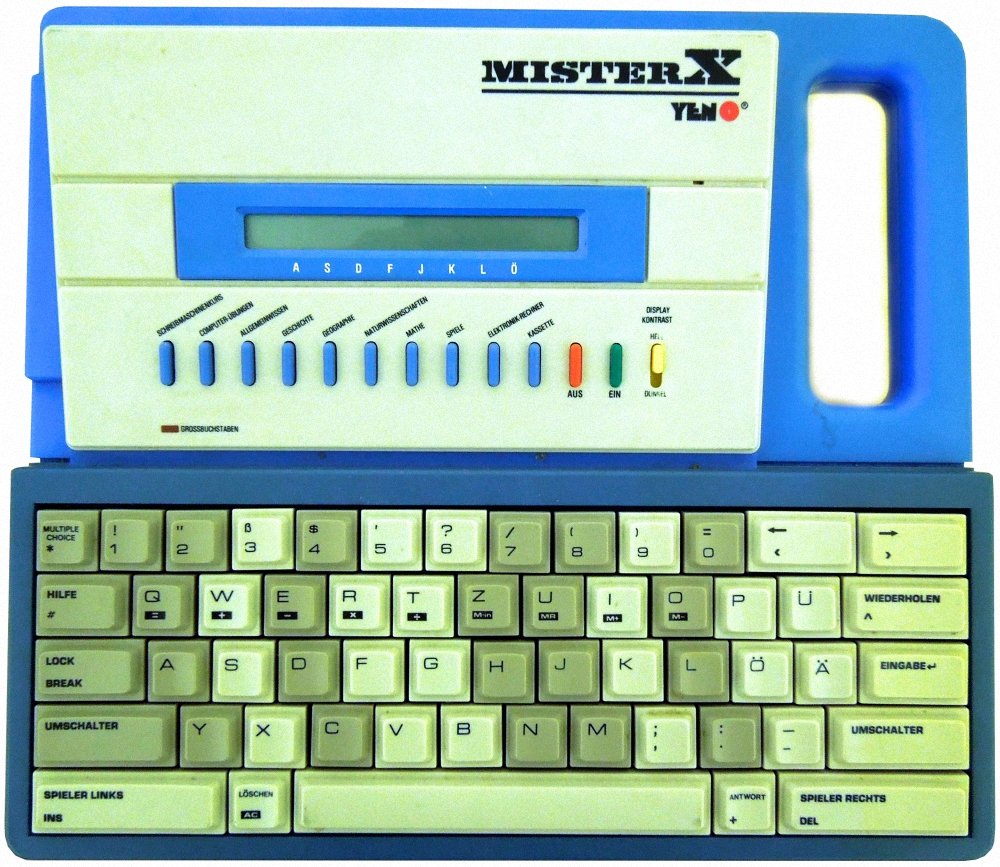 MISTER X
YENO®
A S D F J K L Ö
SCHREIBMASCHINENKURS
COMPUTER-ÜBUNGEN
ALLGEMEINWISSEN
GESCHICHTE
GEOGRAPHIE
NATURWISSENSCHAFTEN
MATHE
SPIELE
ELEKTRONIK-RECHNER
KASSETTE
DISPLAY
KONTRAST
HELL
DUNKEL
AUS
EIN
GROSSBUCHSTABEN
MULTIPLE CHOICE * ! 1 " 2 ß 3 $ 4 ' 5 ? 6 / 7 ( 8 ) 9 = 0 ← ‹ → ›
HILFE # Q = W + E - R × T ÷ Z M-in U MR I M+ O M- P Ü WIEDERHOLEN ^
LOCK BREAK A S D F G H J K L Ö Ä EINGABE↵
UMSCHALTER Y X C V B N M ; , : . — - UMSCHALTER
SPIELER LINKS INS LÖSCHEN AC ANTWORT + SPIELER RECHTS DEL